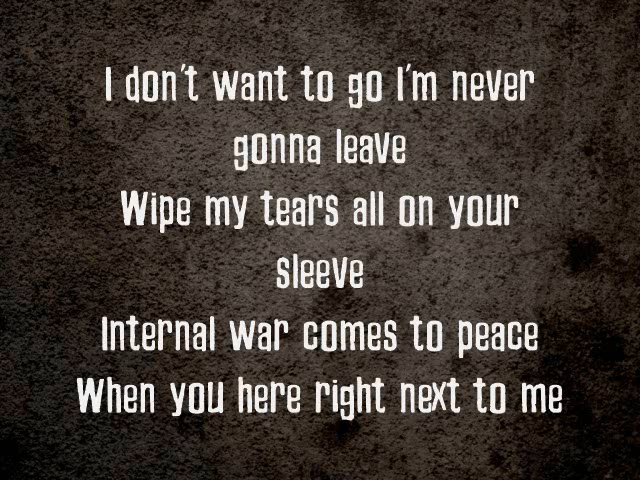 I don't want to go I'm never
gonna leave
Wipe my tears all on your
sleeve
Internal war comes to peace
When you here right next to me